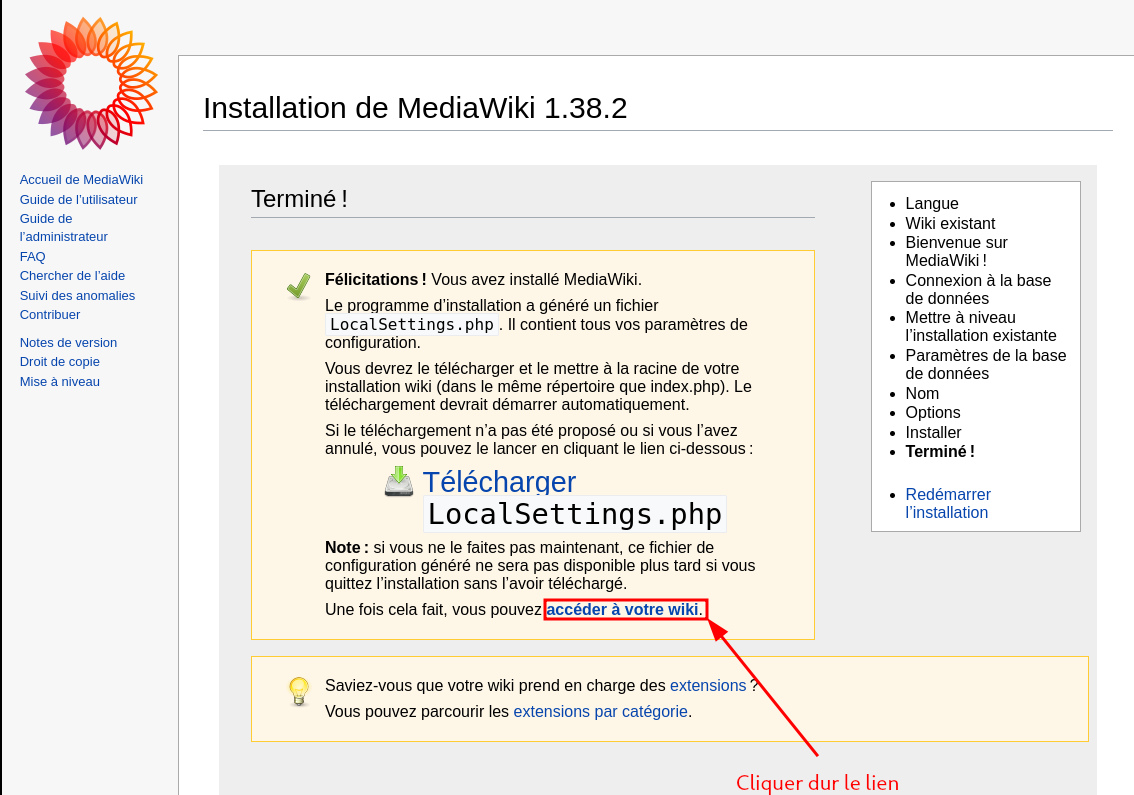 Installation de MediaWiki 1.38.2
Accueil de MediaWiki
Guide de l’utilisateur
Guide de
l’administrateur
FAQ
Chercher de l’aide
Suivi des anomalies
Contribuer
Notes de version
Droit de copie
Mise à niveau
Terminé !
Félicitations ! Vous avez installé MediaWiki.
Le programme d’installation a généré un fichier
LocalSettings.php. Il contient tous vos paramètres de
configuration.
Vous devrez le télécharger et le mettre à la racine de votre
installation wiki (dans le même répertoire que index.php). Le
téléchargement devrait démarrer automatiquement.
Si le téléchargement n’a pas été proposé ou si vous l’avez
annulé, vous pouvez le lancer en cliquant le lien ci-dessous :
Télécharger
LocalSettings.php
Note : si vous ne le faites pas maintenant, ce fichier de
configuration généré ne sera pas disponible plus tard si vous
quittez l’installation sans l’avoir téléchargé.
Une fois cela fait, vous pouvez accéder à votre wiki.
Saviez-vous que votre wiki prend en charge des extensions ?
Vous pouvez parcourir les extensions par catégorie.
Cliquer dur le lien
Langue
Wiki existant
Bienvenue sur
MediaWiki !
Connexion à la base
de données
Mettre à niveau
l’installation existante
Paramètres de la base
de données
Nom
Options
Installer
Terminé !
Redémarrer
l’installation